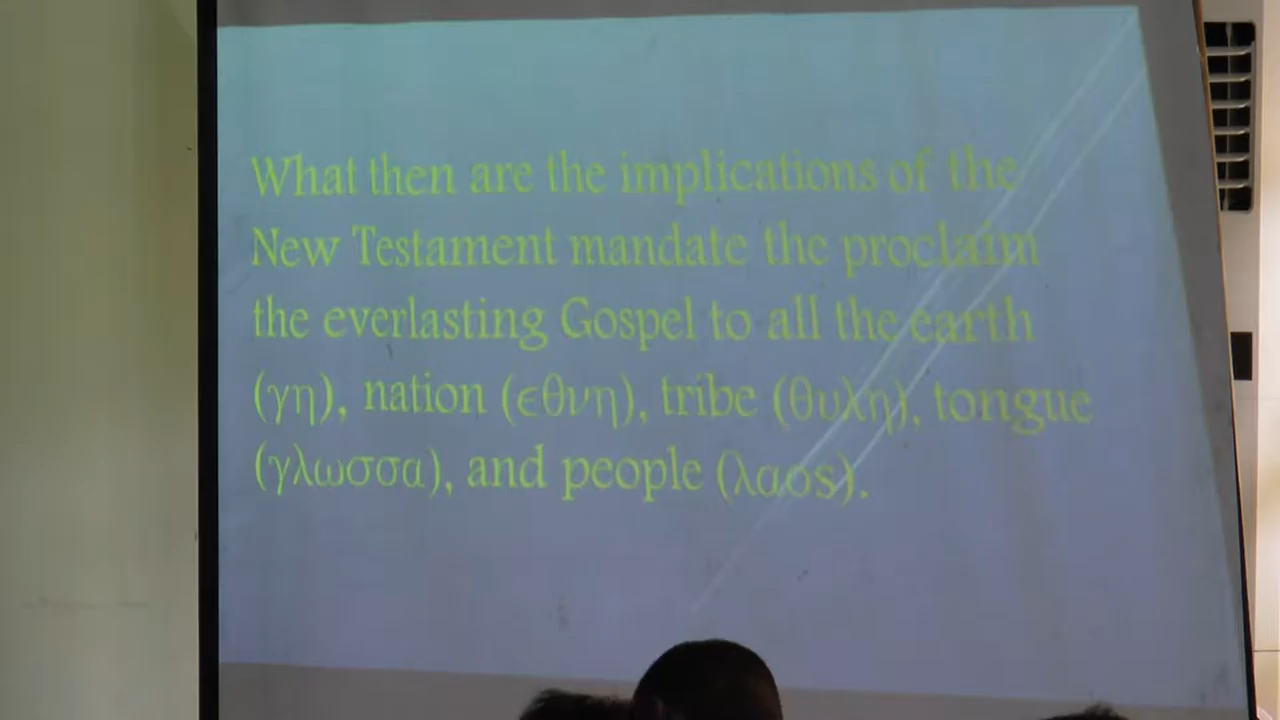 What then are the implications of the
New Testament mandate the proclaim
the everlasting Gospel to all the earth
(γη), nation (εθνη), tribe (θυλη), tongue
(γλωσσα), and people (λαος).